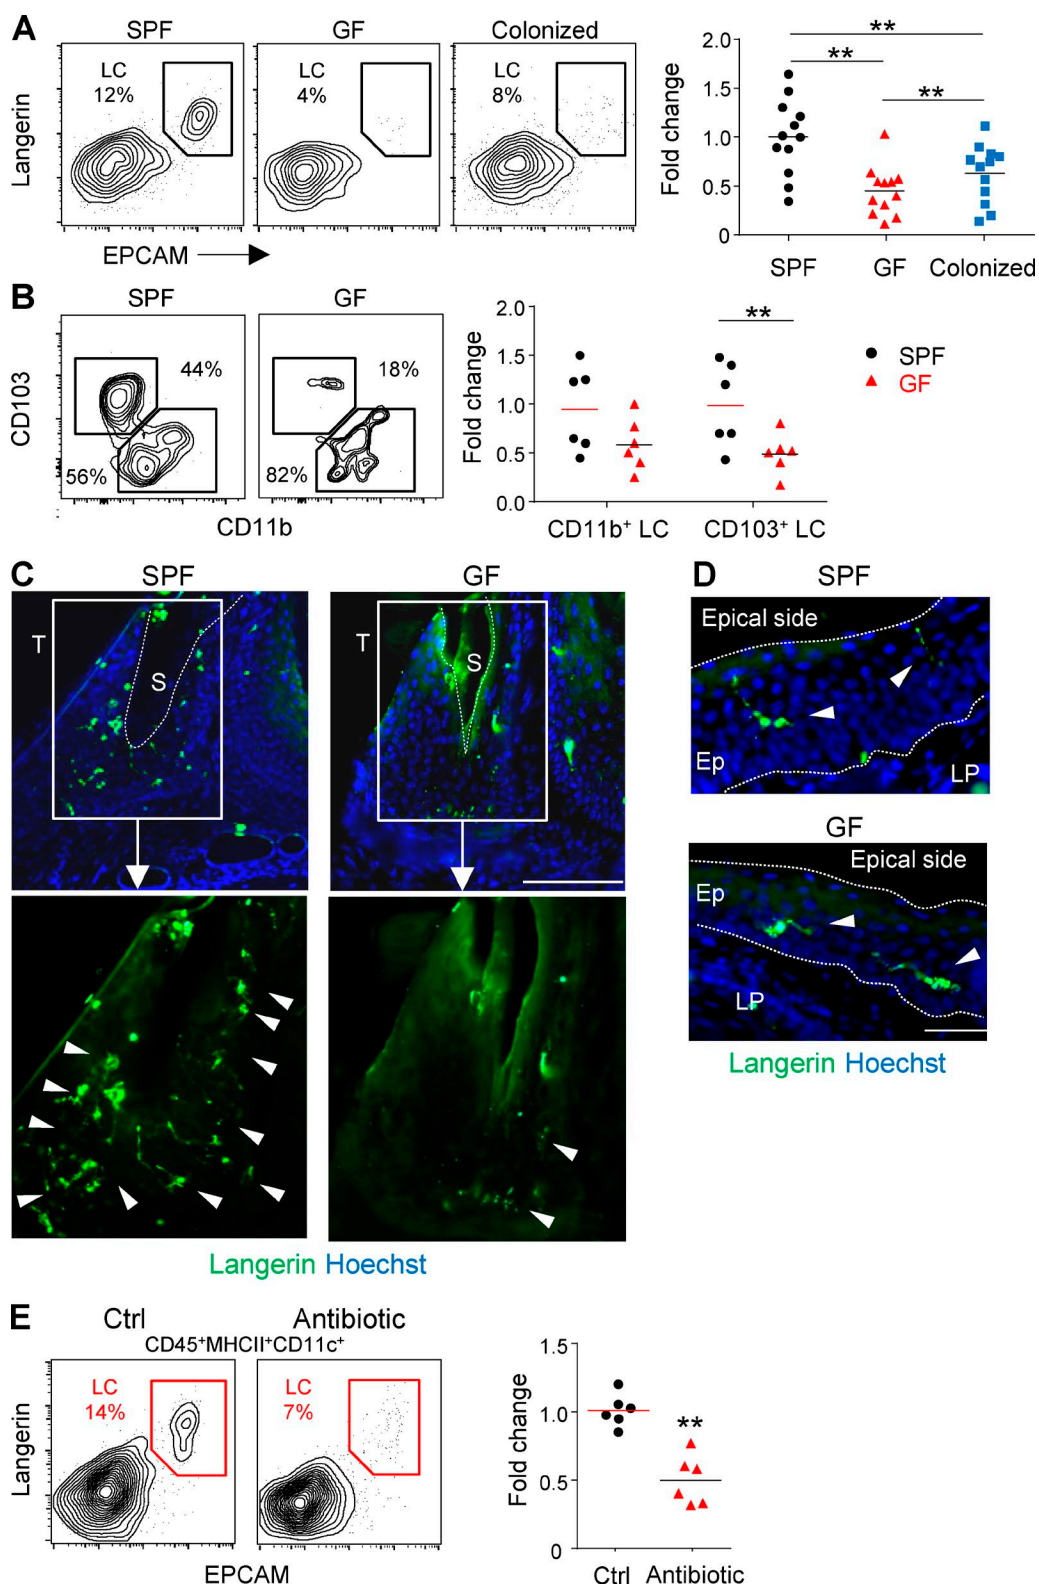 A
SPF
GF
Colonized
LC
12%
LC
4%
LC
8%
Langerin
EPCAM
**
**
**
2.0
1.5
1.0
0.5
0
Fold change
SPF
GF
Colonized
B
SPF
GF
44%
56%
18%
82%
CD103
CD11b
2.0
1.5
1.0
0.5
0.0
Fold change
**
CD11b⁺ LC
CD103⁺ LC
SPF
GF
C
SPF
GF
T
S
T
S
Langerin Hoechst
D
SPF
Epical side
Ep
LP
GF
Epical side
Ep
LP
Langerin Hoechst
E
Ctrl
Antibiotic
CD45⁺MHCII⁺CD11c⁺
LC
14%
LC
7%
Langerin
EPCAM
1.5
1.0
0.5
0
Fold change
**
Ctrl
Antibiotic